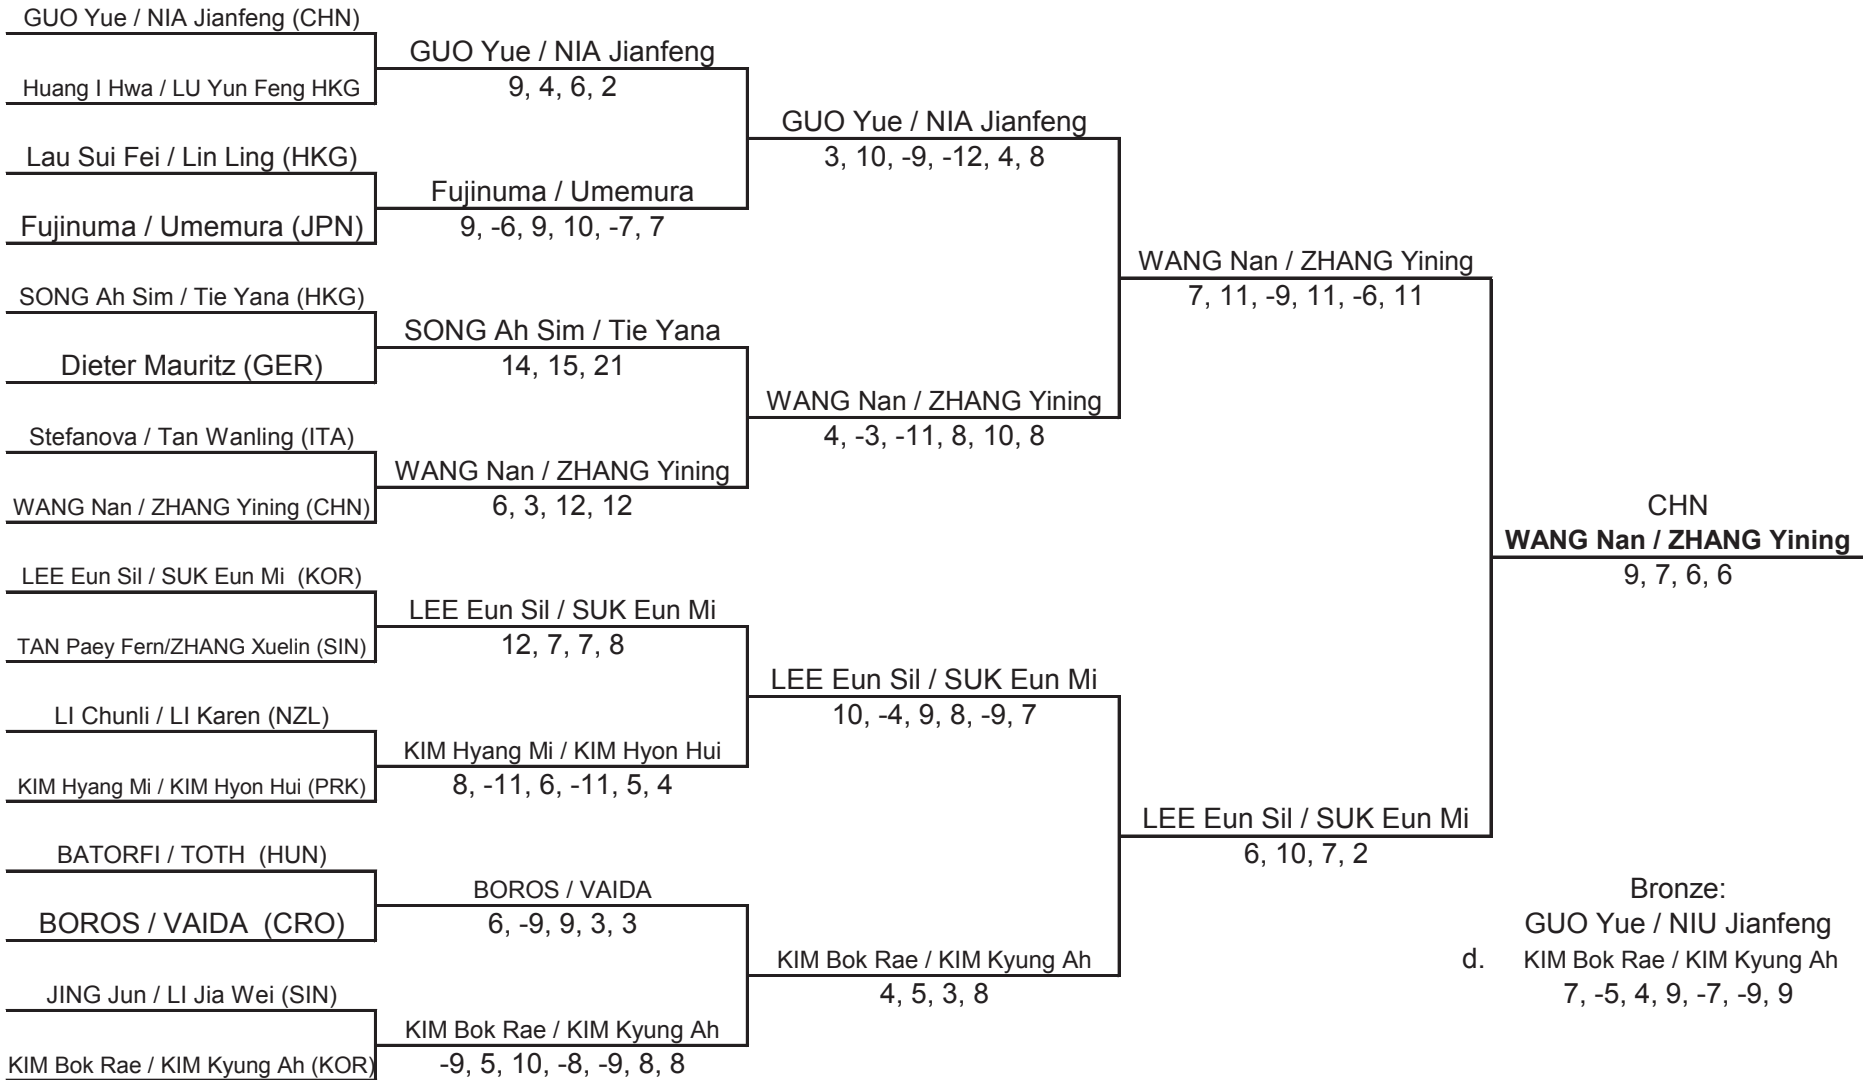 GUO Yue / NIA Jianfeng (CHN)
Huang I Hwa / LU Yun Feng HKG
Lau Sui Fei / Lin Ling (HKG)
Fujinuma / Umemura (JPN)
SONG Ah Sim / Tie Yana (HKG)
Dieter Mauritz (GER)
Stefanova / Tan Wanling (ITA)
WANG Nan / ZHANG Yining (CHN)
LEE Eun Sil / SUK Eun Mi (KOR)
TAN Paey Fern/ZHANG Xuelin (SIN)
LI Chunli / LI Karen (NZL)
KIM Hyang Mi / KIM Hyon Hui (PRK)
BATORFI / TOTH (HUN)
BOROS / VAIDA (CRO)
JING Jun / LI Jia Wei (SIN)
KIM Bok Rae / KIM Kyung Ah (KOR)
GUO Yue / NIA Jianfeng
9, 4, 6, 2
Fujinuma / Umemura
9, -6, 9, 10, -7, 7
SONG Ah Sim / Tie Yana
14, 15, 21
WANG Nan / ZHANG Yining
6, 3, 12, 12
LEE Eun Sil / SUK Eun Mi
12, 7, 7, 8
KIM Hyang Mi / KIM Hyon Hui
8, -11, 6, -11, 5, 4
BOROS / VAIDA
6, -9, 9, 3, 3
KIM Bok Rae / KIM Kyung Ah
-9, 5, 10, -8, -9, 8, 8
GUO Yue / NIA Jianfeng
3, 10, -9, -12, 4, 8
WANG Nan / ZHANG Yining
4, -3, -11, 8, 10, 8
LEE Eun Sil / SUK Eun Mi
10, -4, 9, 8, -9, 7
KIM Bok Rae / KIM Kyung Ah
4, 5, 3, 8
WANG Nan / ZHANG Yining
7, 11, -9, 11, -6, 11
LEE Eun Sil / SUK Eun Mi
6, 10, 7, 2
CHN
WANG Nan / ZHANG Yining
9, 7, 6, 6
Bronze:
GUO Yue / NIU Jianfeng
d. KIM Bok Rae / KIM Kyung Ah
7, -5, 4, 9, -7, -9, 9